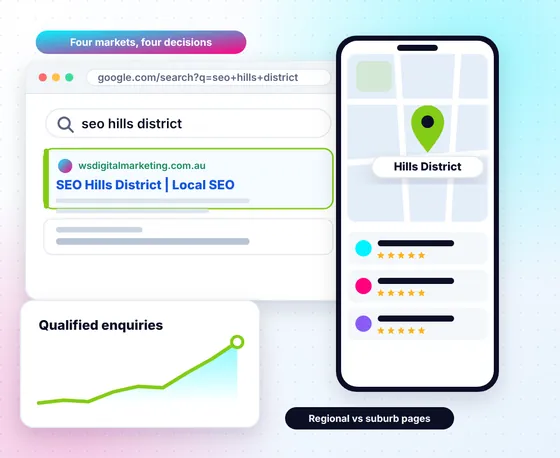 Four markets, four decisions
google.com/search?q=seo+hills+district
seo hills district
wsdigitalmarketing.com.au
SEO Hills District | Local SEO
Hills District
Qualified enquiries
Regional vs suburb pages